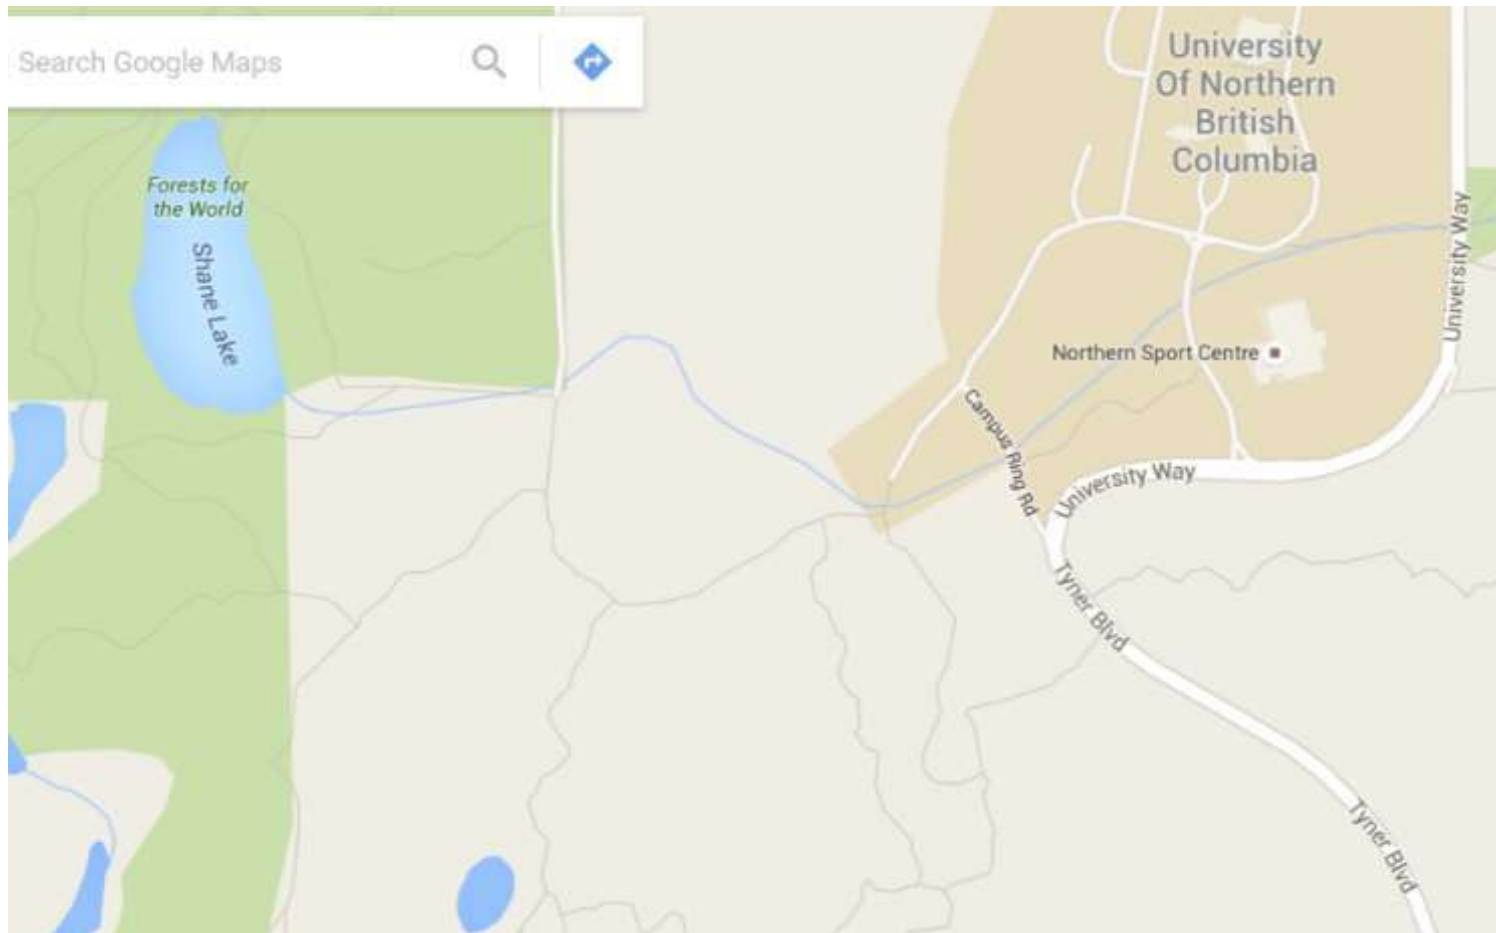 Search Google Maps
University
Of Northern
British
Columbia
Forests for
the World
Shane Lake
University Way
Northern Sport Centre
Campus Ring Rd
University Way
Tyner Blvd
Tyner Blvd